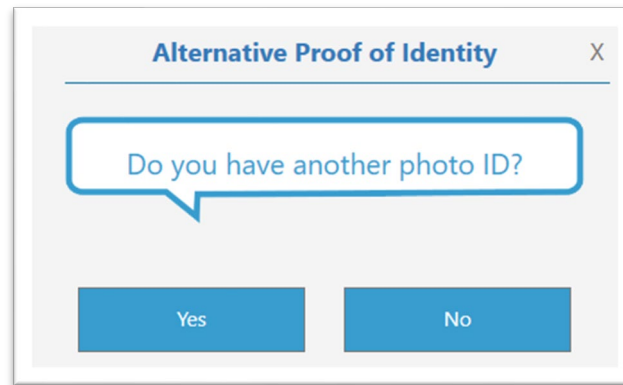 Alternative Proof of Identity X
Do you have another photo ID?
Yes No